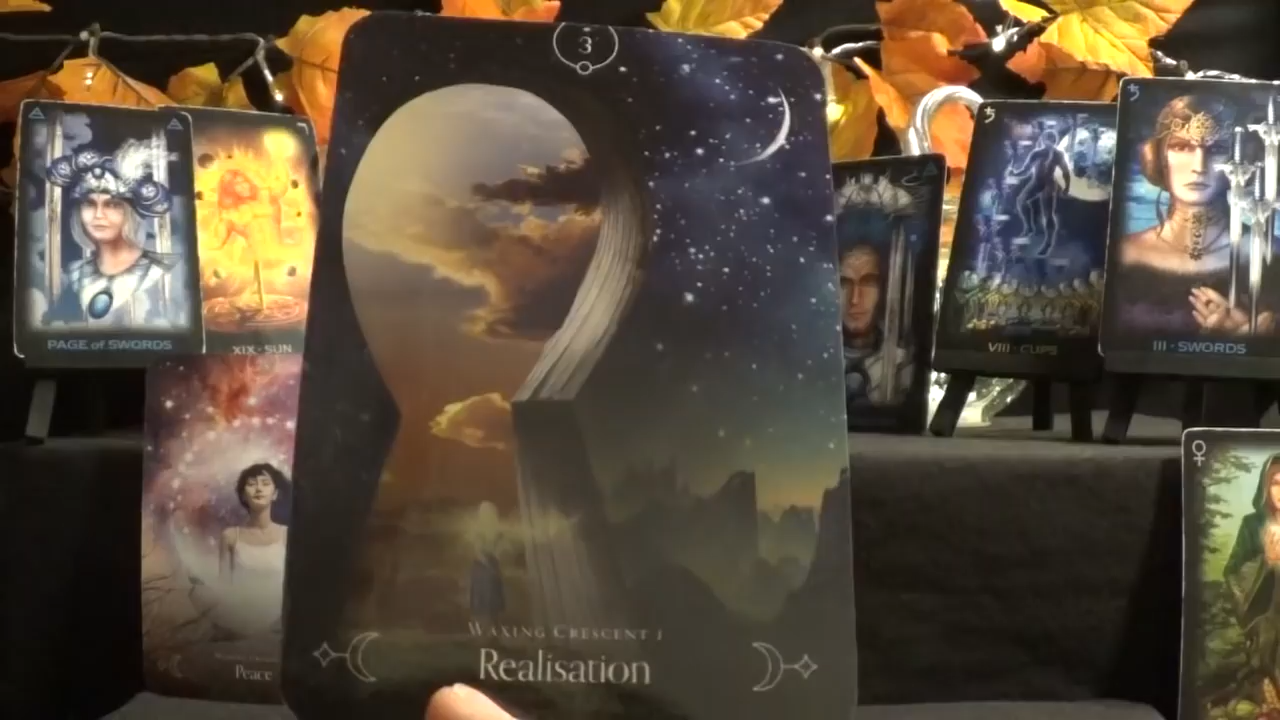 3
PAGE of SWORDS
XIX · SUN
VIII · CUPS
III · SWORDS
WAXING CRESCENT 1
Realisation
Peace